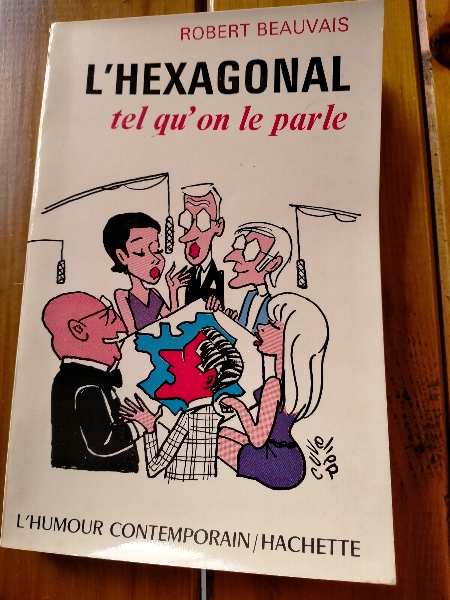 ROBERT BEAUVAIS
L'HEXAGONAL
tel qu'on le parle
L'HUMOUR CONTEMPORAIN/HACHETTE